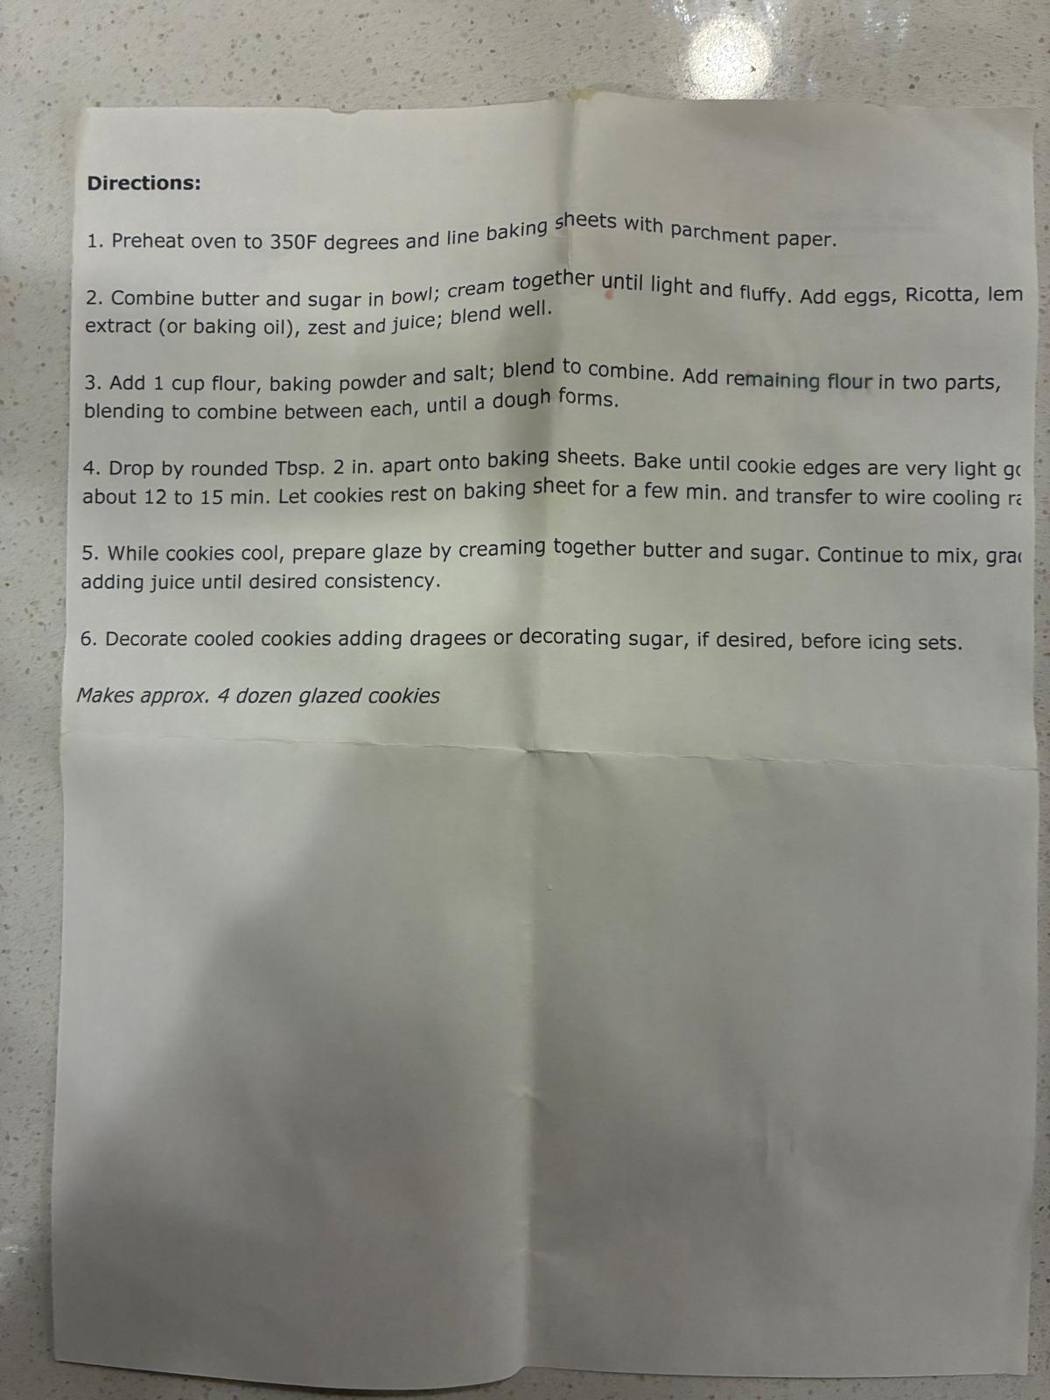 Directions:
1. Preheat oven to 350F degrees and line baking sheets with parchment paper.
2. Combine butter and sugar in bowl; cream together until light and fluffy. Add eggs, Ricotta, lem
extract (or baking oil), zest and juice; blend well.
3. Add 1 cup flour, baking powder and salt; blend to combine. Add remaining flour in two parts,
blending to combine between each, until a dough forms.
4. Drop by rounded Tbsp. 2 in. apart onto baking sheets. Bake until cookie edges are very light
about 12 to 15 min. Let cookies rest on baking sheet for a few min. and transfer to wire cooling
5. While cookies cool, prepare glaze by creaming together butter and sugar. Continue to mix,
adding juice until desired consistency.
6. Decorate cooled cookies adding dragees or decorating sugar, if desired, before icing sets.
Makes approx. 4 dozen glazed cookies